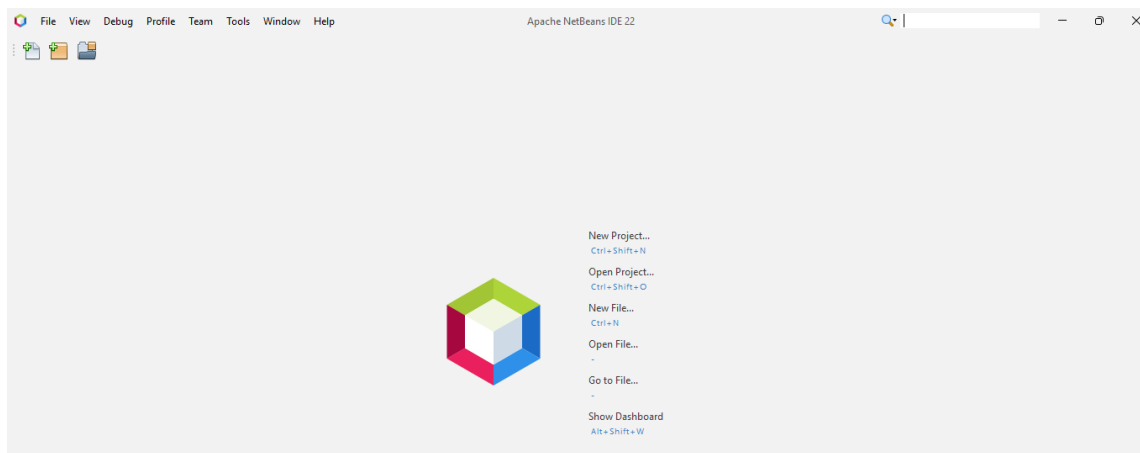 File View Debug Profile Team Tools Window Help Apache NetBeans IDE 22
New Project...
Ctrl+Shift+N
Open Project...
Ctrl+Shift+O
New File...
Ctrl+N
Open File...
-
Go to File...
-
Show Dashboard
Alt+Shift+W